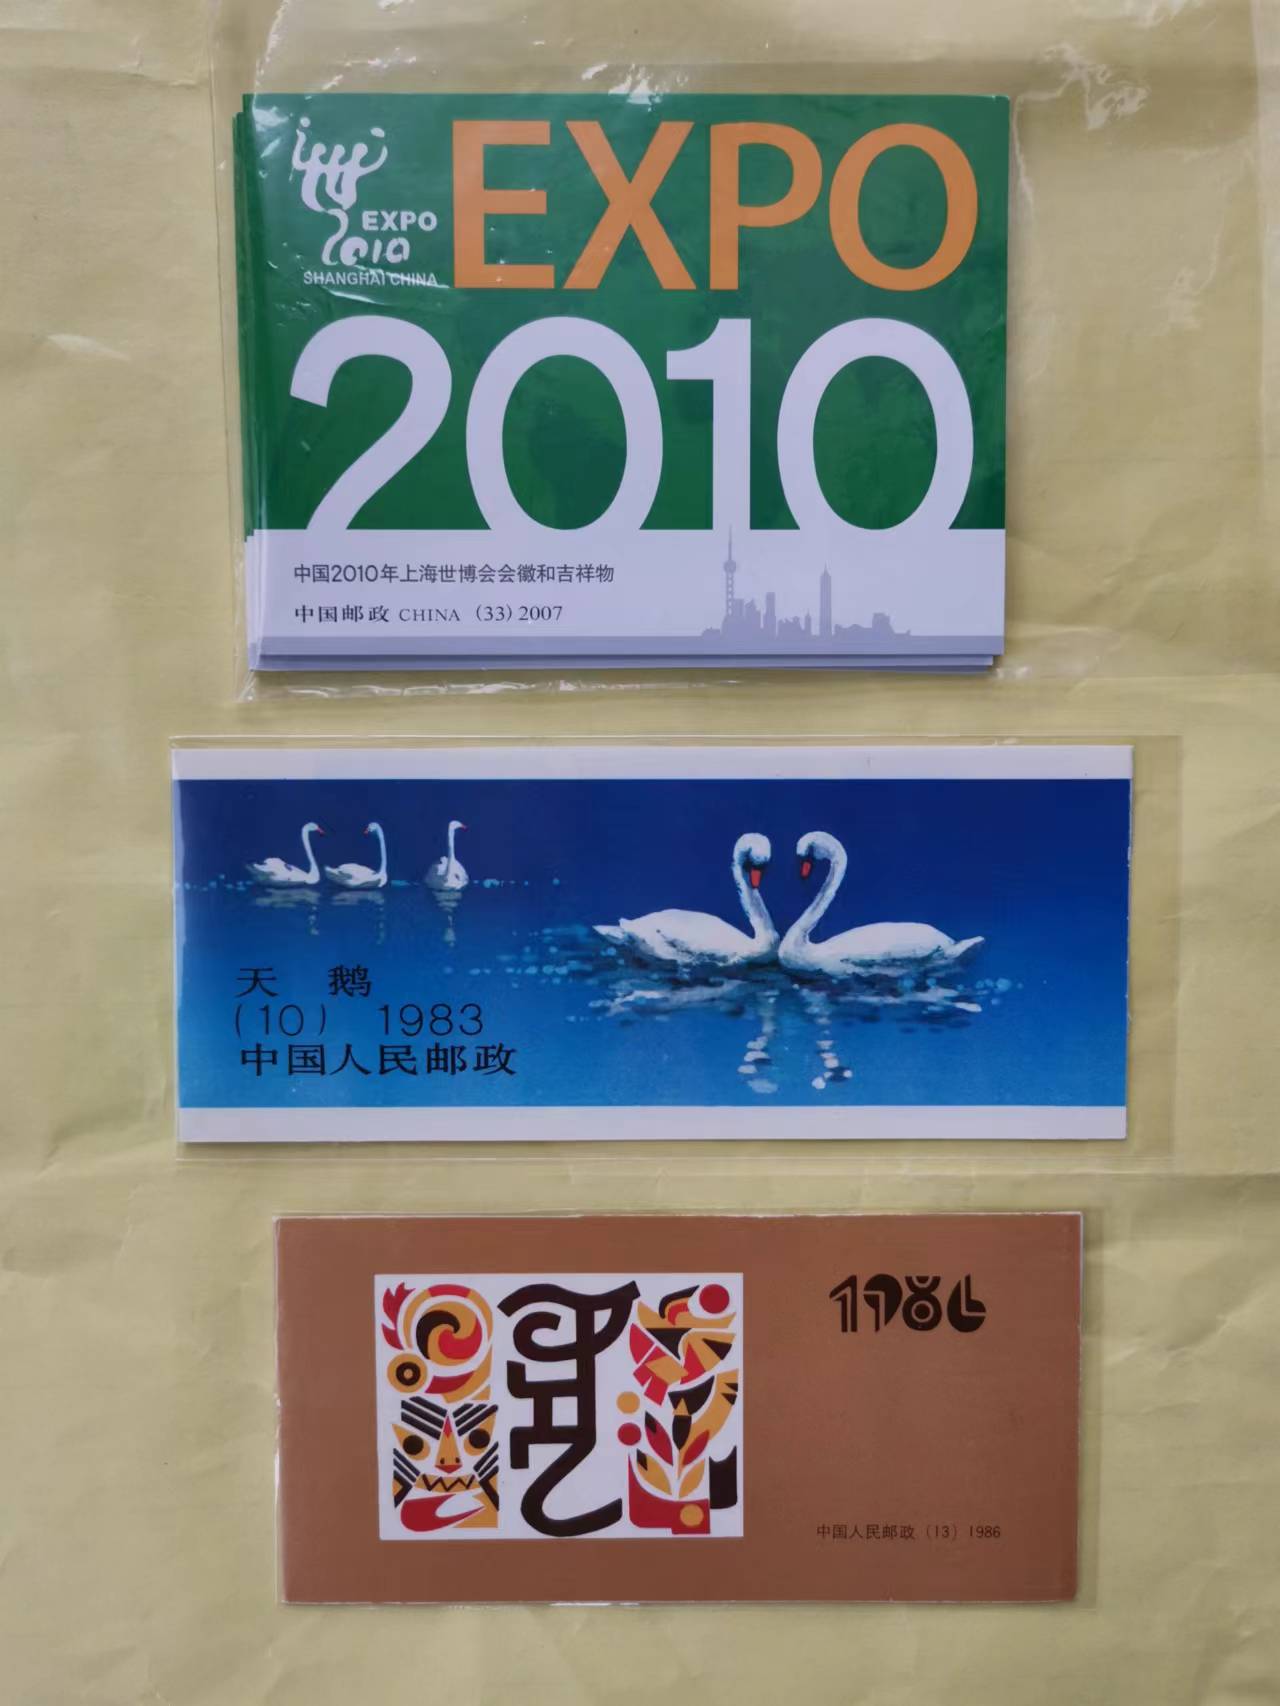 EXPO
EXPO
2010
SHANGHAI CHINA
2010
中国2010年上海世博会会徽和吉祥物
中国邮政 CHINA (33) 2007
天 鹅
(10) 1983
中国人民邮政
1986
中国人民邮政 (13) 1986